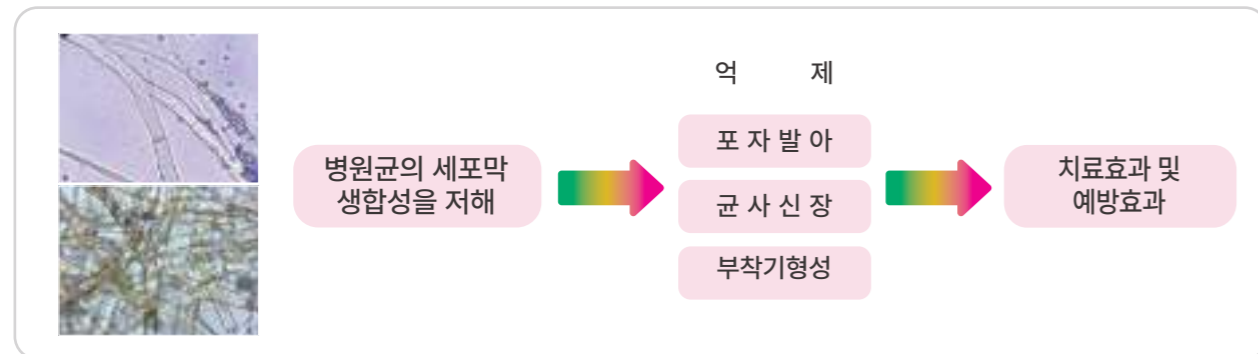 병원균의 세포막
생합성을 저해
억 제
포 자 발 아
균 사 신 장
부착기형성
치료효과 및
예방효과